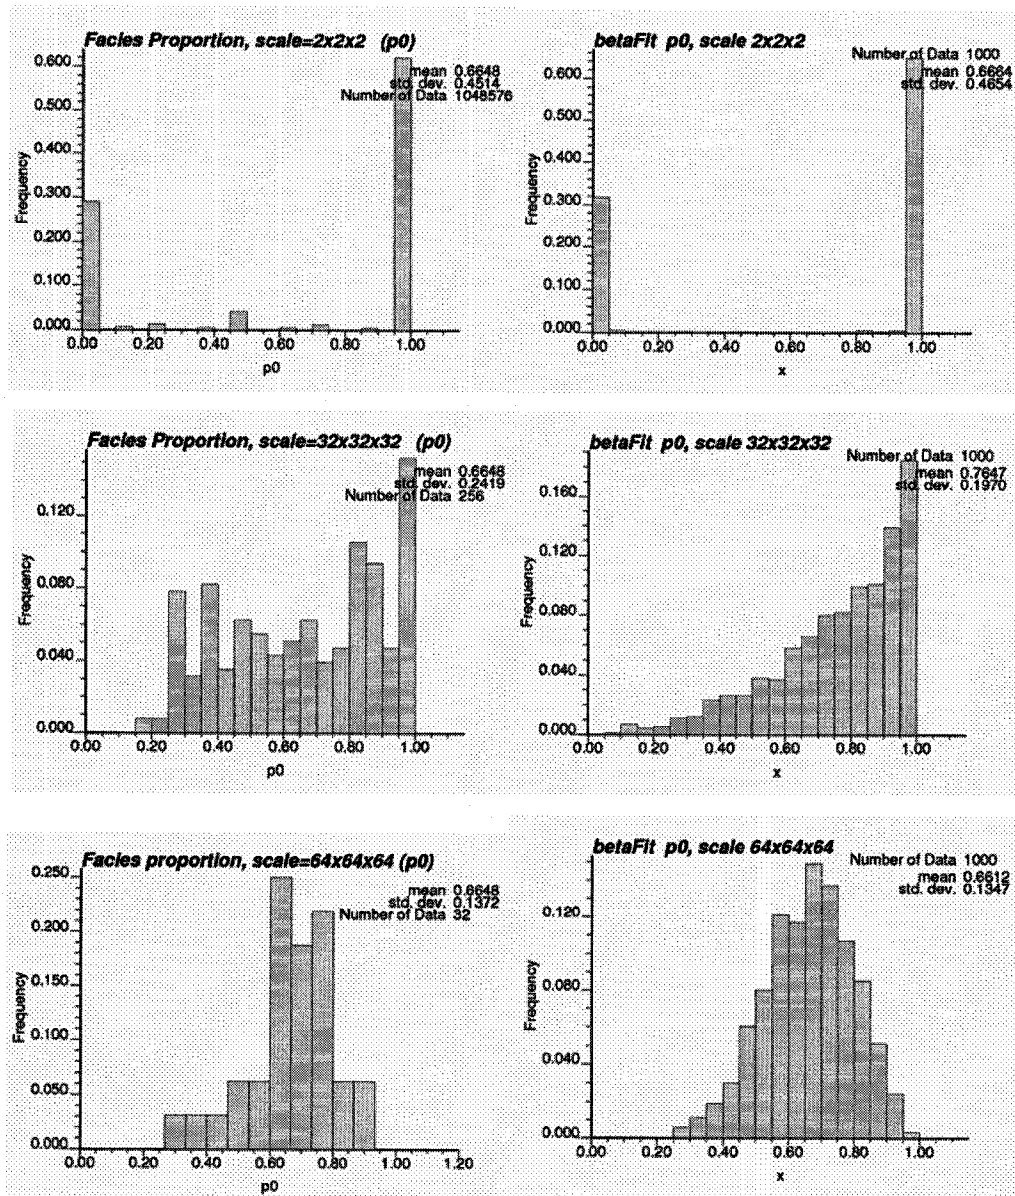 Facies Proportion, scale=2x2x2 (p0)
mean 0.6648
std. dev. 0.4514
Number of Data 1048576
Frequency
0.600
0.500
0.400
0.300
0.200
0.100
0.000
0.00 0.20 0.40 0.60 0.80 1.00
p0
betaFit p0, scale 2x2x2
Number of Data 1000
mean 0.6664
std. dev. 0.4654
Frequency
0.600
0.500
0.400
0.300
0.200
0.100
0.000
0.00 0.20 0.40 0.60 0.80 1.00
x
Facies Proportion, scale=32x32x32 (p0)
mean 0.6648
std. dev. 0.2419
Number of Data 256
Frequency
0.120
0.080
0.040
0.000
0.00 0.20 0.40 0.60 0.80 1.00
p0
betaFit p0, scale 32x32x32
Number of Data 1000
mean 0.7647
std. dev. 0.1970
Frequency
0.160
0.120
0.080
0.040
0.000
0.00 0.20 0.40 0.60 0.80 1.00
x
Facies proportion, scale=64x64x64 (p0)
mean 0.6648
std. dev. 0.1372
Number of Data 32
Frequency
0.250
0.200
0.150
0.100
0.050
0.000
0.00 0.20 0.40 0.60 0.80 1.00 1.20
p0
betaFit p0, scale 64x64x64
Number of Data 1000
mean 0.6612
std. dev. 0.1347
Frequency
0.120
0.080
0.040
0.000
0.00 0.20 0.40 0.60 0.80 1.00
x